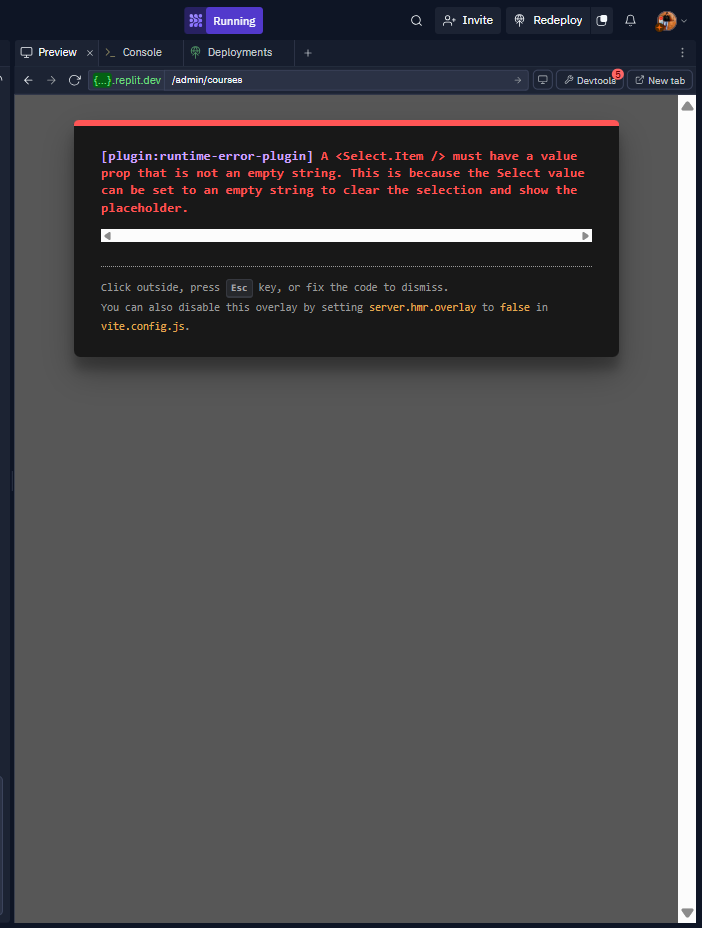 Running
Invite
Redeploy
Preview
Console
Deployments
{...}.replit.dev /admin/courses
Devtools
5
New tab
[plugin:runtime-error-plugin] A <Select.Item /> must have a value
prop that is not an empty string. This is because the Select value
can be set to an empty string to clear the selection and show the
placeholder.
Click outside, press Esc key, or fix the code to dismiss.
You can also disable this overlay by setting server.hmr.overlay to false in
vite.config.js.